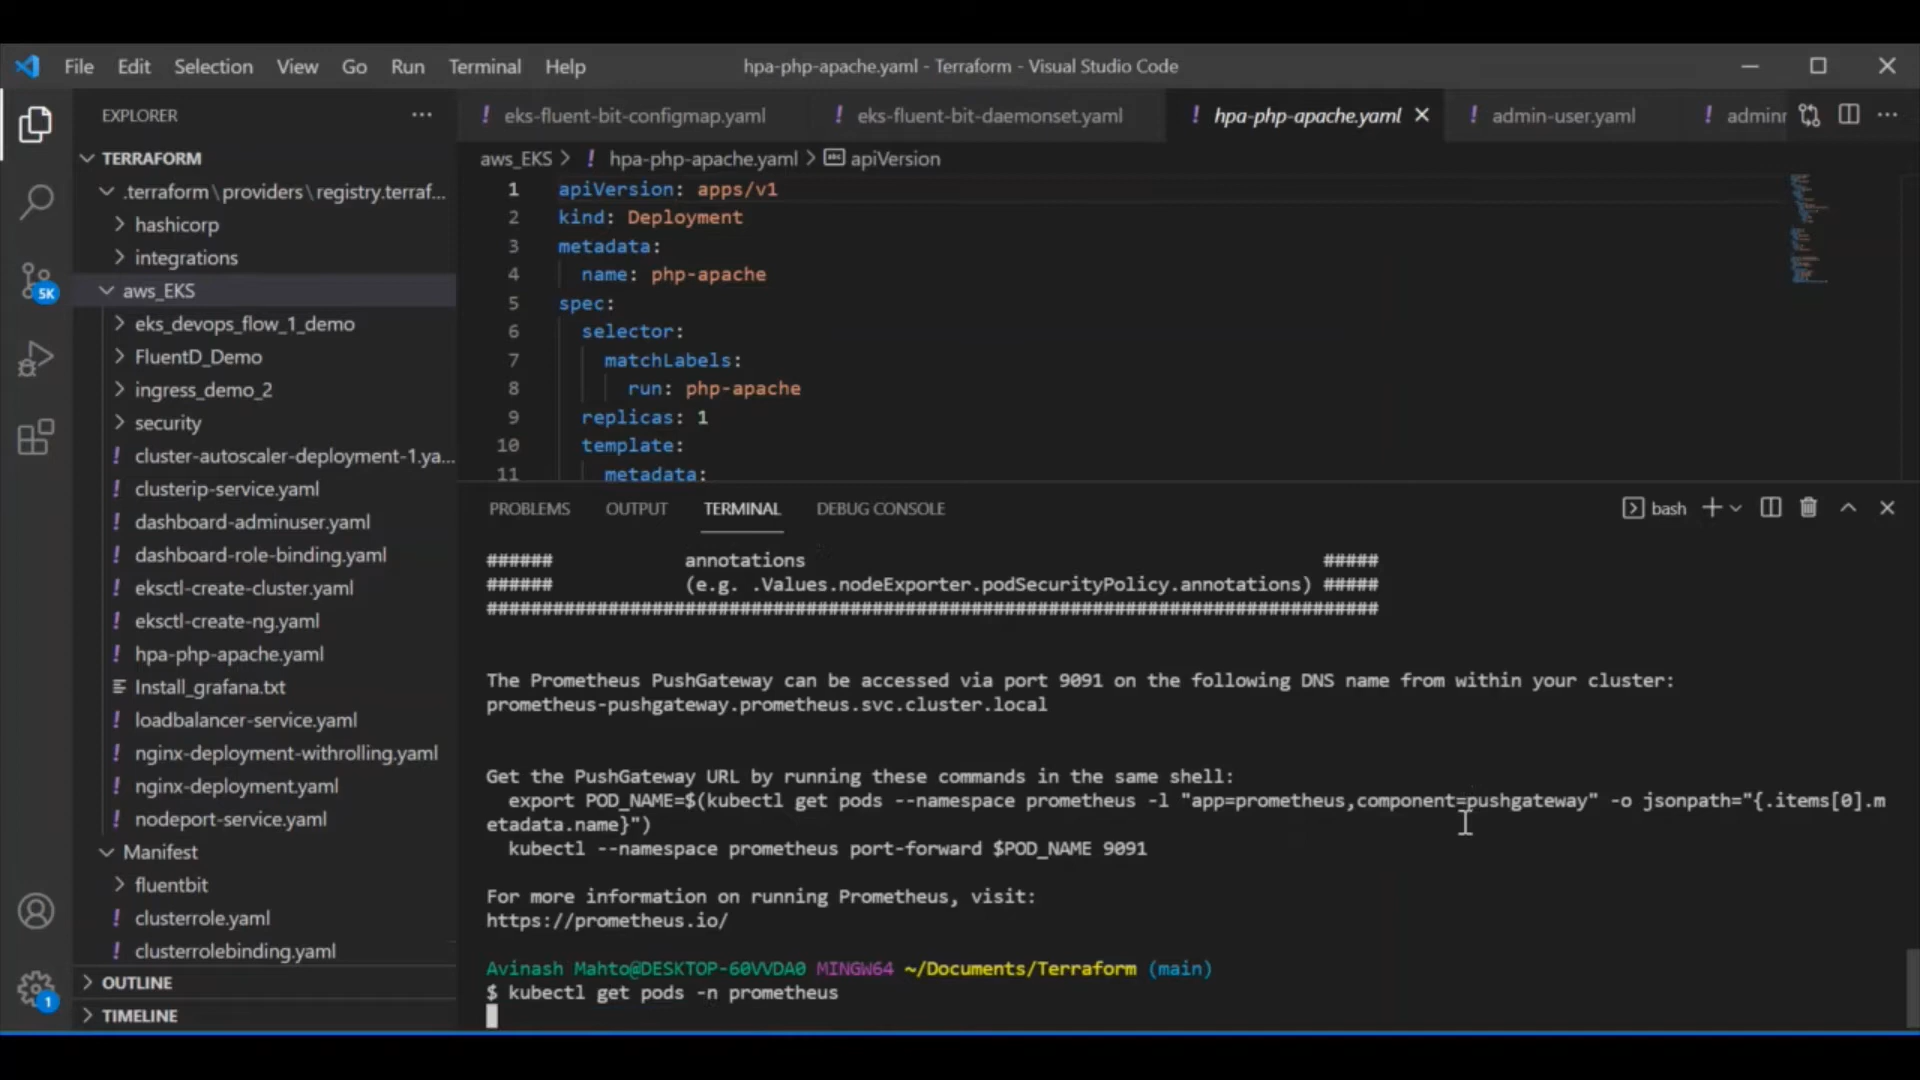 File Edit Selection View Go Run Terminal Help hpa-php-apache.yaml - Terraform - Visual Studio Code
EXPLORER
TERRAFORM
.terraform\providers\registry.terraf...
hashicorp
integrations
aws_EKS
eks_devops_flow_1_demo
FluentD_Demo
ingress_demo_2
security
! cluster-autoscaler-deployment-1.ya...
! clusterip-service.yaml
! dashboard-adminuser.yaml
! dashboard-role-binding.yaml
! eksctl-create-cluster.yaml
! eksctl-create-ng.yaml
! hpa-php-apache.yaml
Install_grafana.txt
! loadbalancer-service.yaml
! nginx-deployment-withrolling.yaml
! nginx-deployment.yaml
! nodeport-service.yaml
Manifest
fluentbit
! clusterrole.yaml
! clusterrolebinding.yaml
OUTLINE
TIMELINE
5K
1
! eks-fluent-bit-configmap.yaml ! eks-fluent-bit-daemonset.yaml ! hpa-php-apache.yaml ! admin-user.yaml ! adminr
aws_EKS > ! hpa-php-apache.yaml > abc apiVersion
1 apiVersion: apps/v1
2 kind: Deployment
3 metadata:
4 name: php-apache
5 spec:
6 selector:
7 matchLabels:
8 run: php-apache
9 replicas: 1
10 template:
11 metadata:
PROBLEMS OUTPUT TERMINAL DEBUG CONSOLE bash
###### annotations #####
###### (e.g. .Values.nodeExporter.podSecurityPolicy.annotations) #####
#################################################################################
The Prometheus PushGateway can be accessed via port 9091 on the following DNS name from within your cluster:
prometheus-pushgateway.prometheus.svc.cluster.local
Get the PushGateway URL by running these commands in the same shell:
export POD_NAME=$(kubectl get pods --namespace prometheus -l "app=prometheus,component=pushgateway" -o jsonpath="{.items[0].m
etadata.name}")
kubectl --namespace prometheus port-forward $POD_NAME 9091
For more information on running Prometheus, visit:
https://prometheus.io/
Avinash Mahto@DESKTOP-60VVDA0 MINGW64 ~/Documents/Terraform (main)
$ kubectl get pods -n prometheus